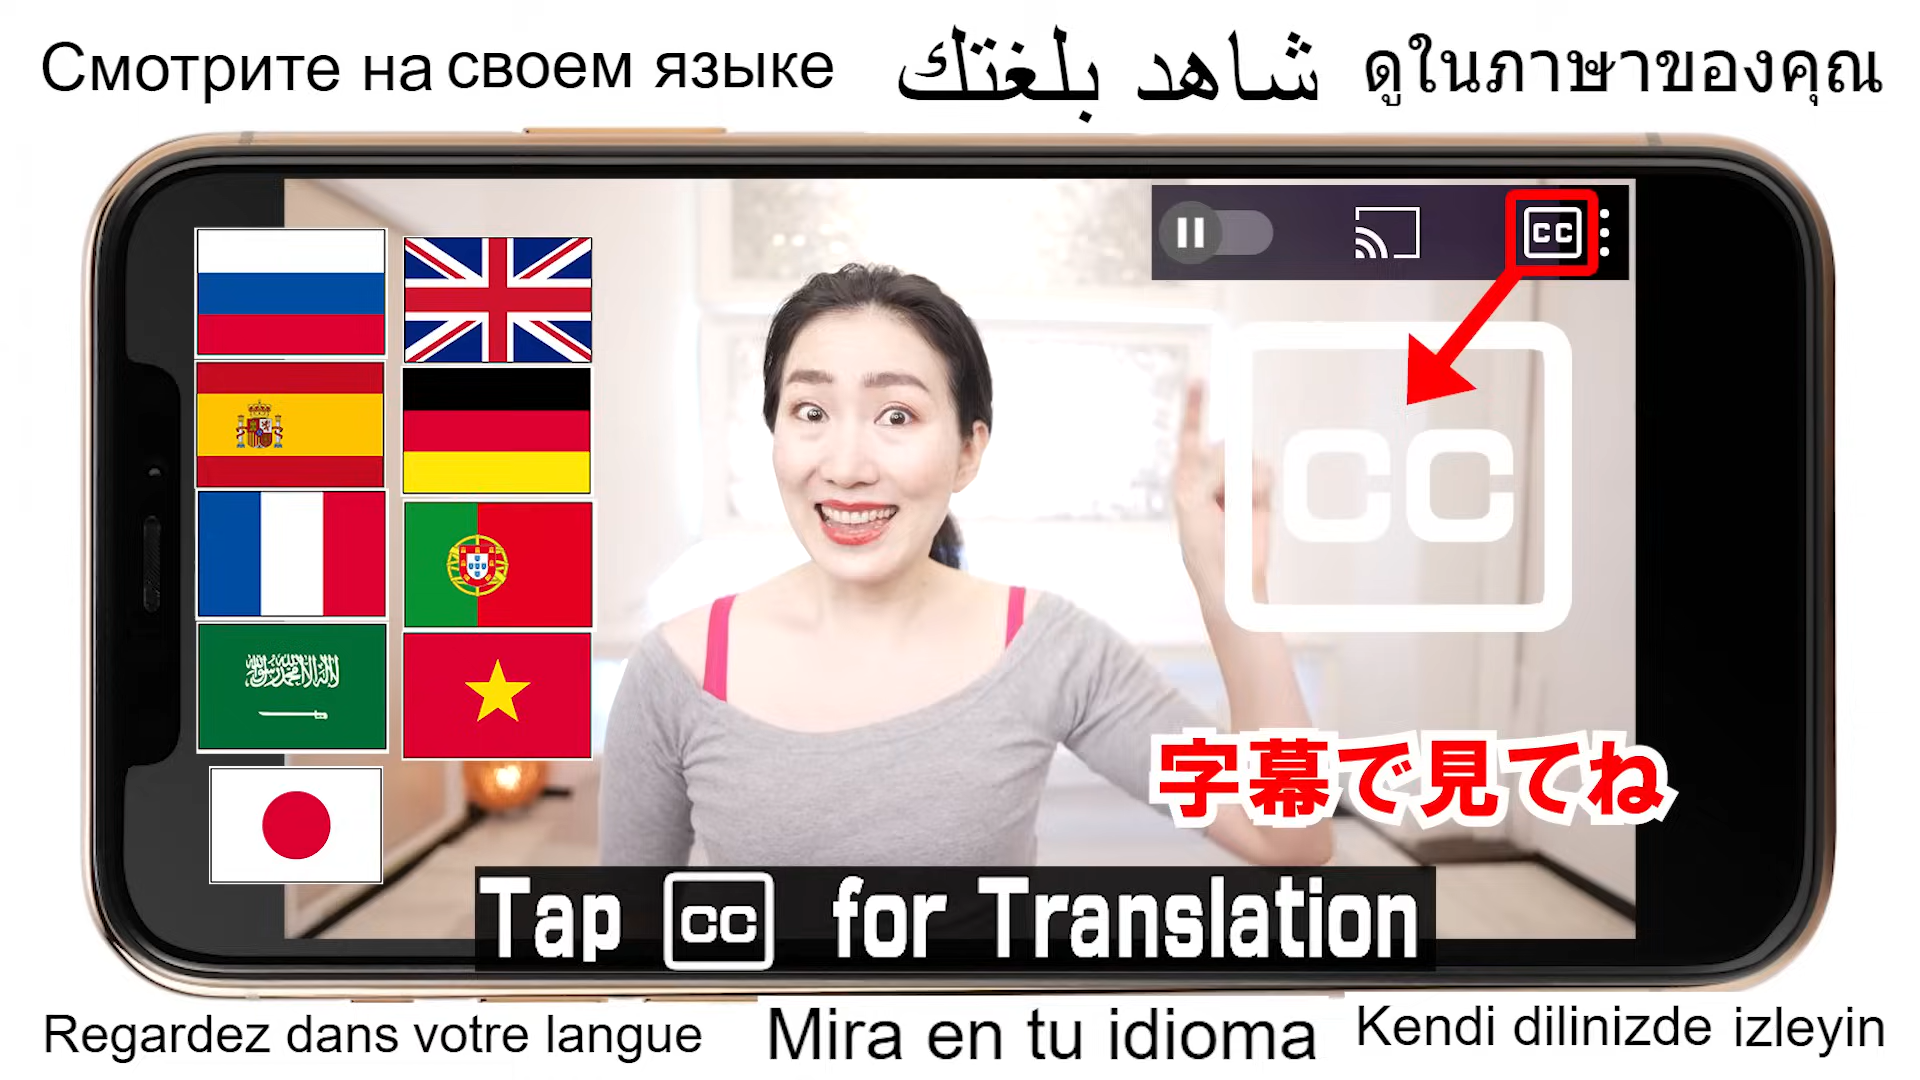 Смотрите на своем языке
شاهد بلغتك
ดูในภาษาของคุณ
CC
CC
字幕で見てね
Tap CC for Translation
Regardez dans votre langue
Mira en tu idioma
Kendi dilinizde izleyin